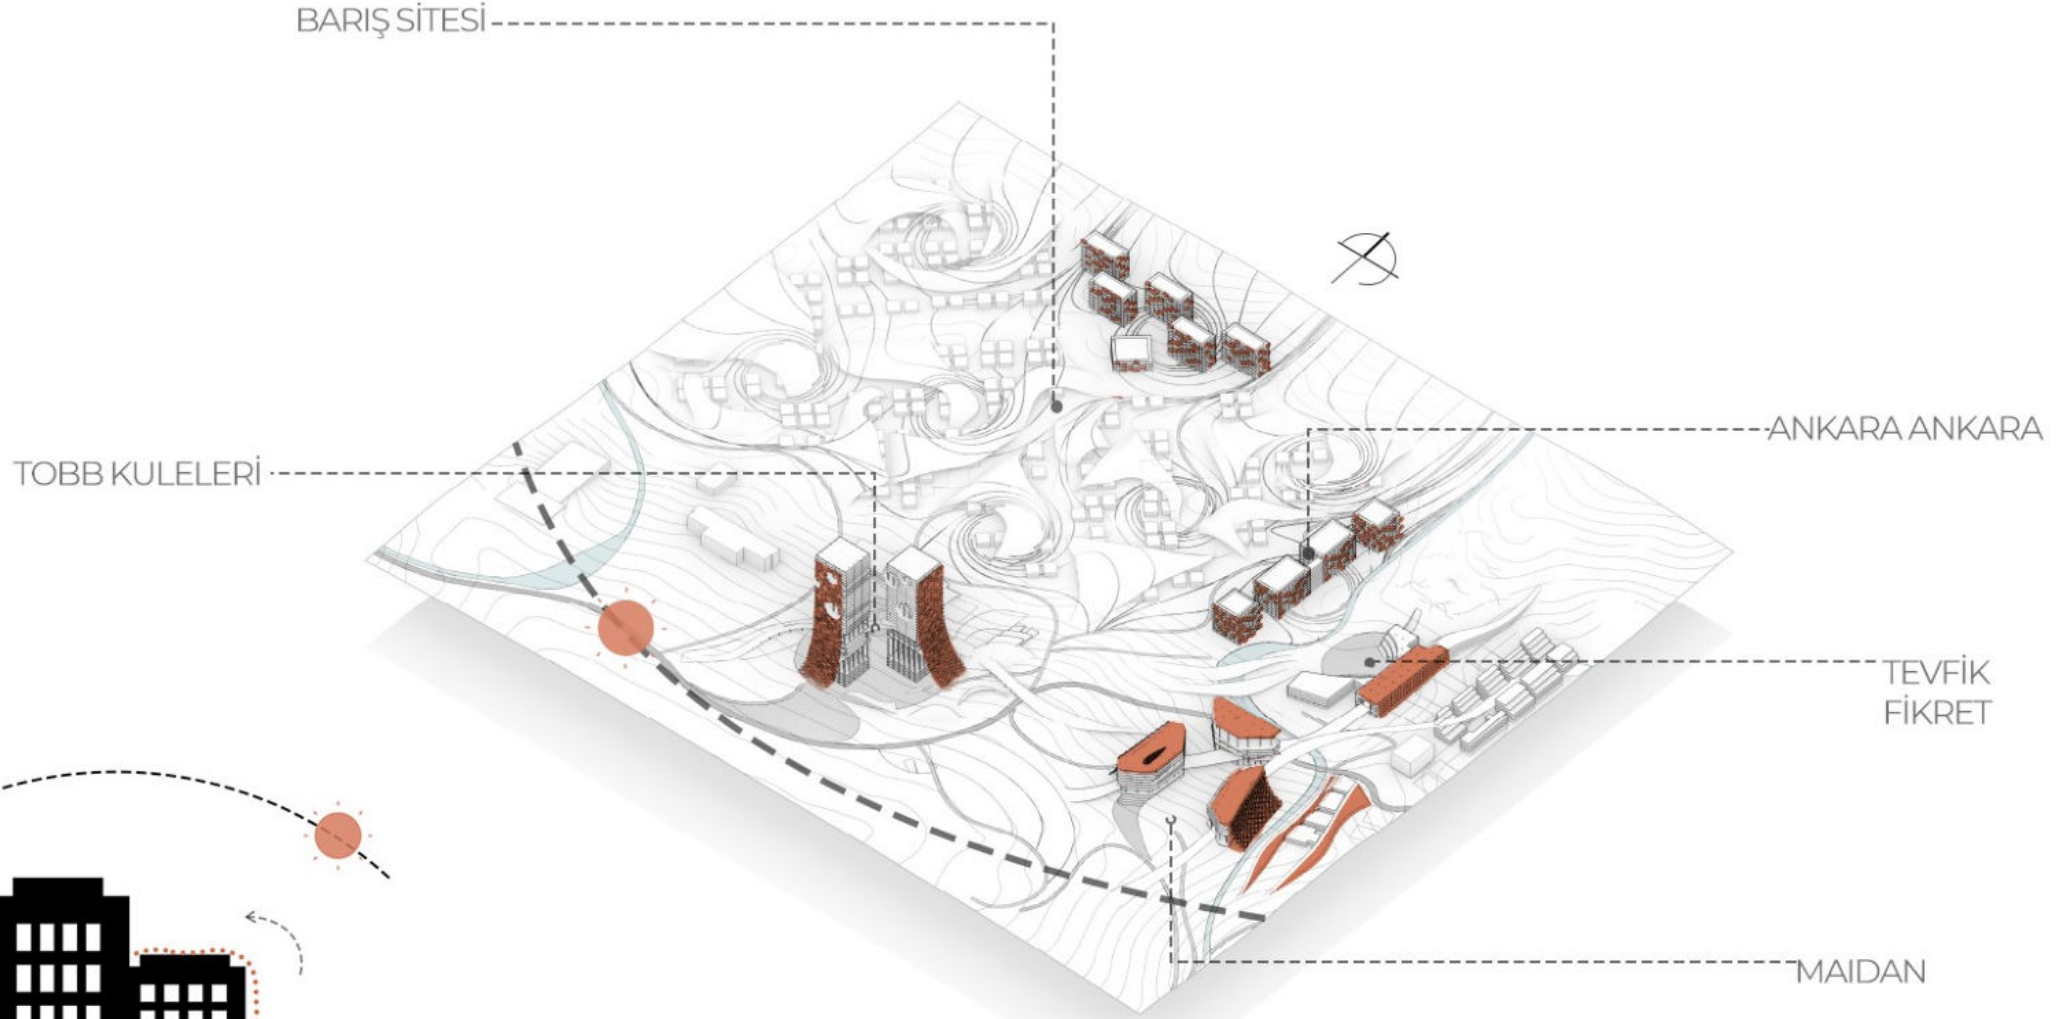 BARIŞ SİTESİ
ANKARA ANKARA
TOBB KULELERİ
TEVFİK
FİKRET
MAIDAN